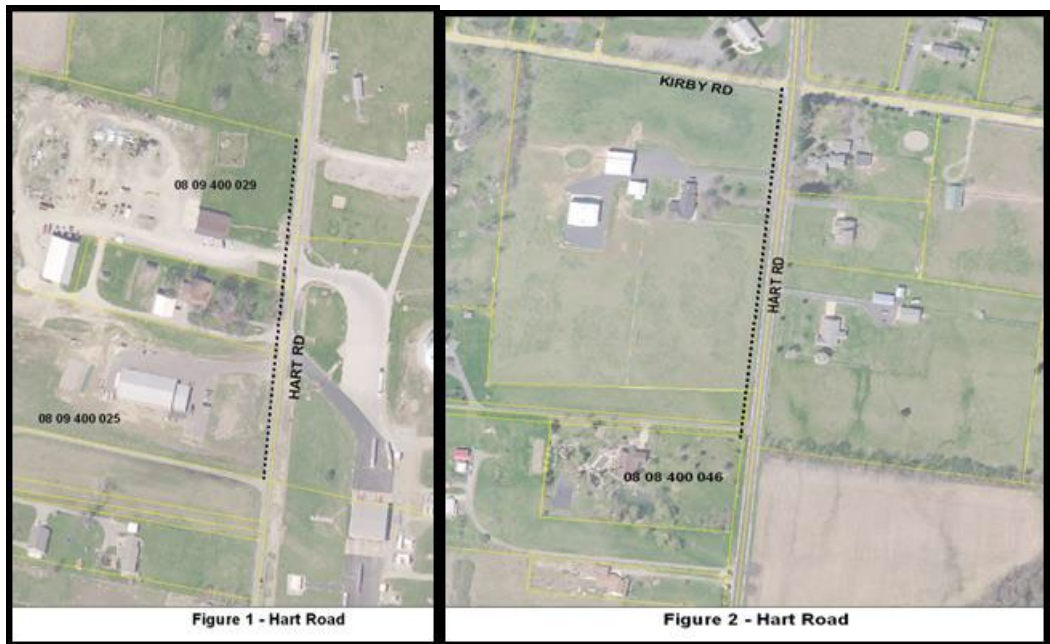 08 09 400 029
HART RD
08 09 400 025
Figure 1 - Hart Road
KIRBY RD
HART RD
08 08 400 046
Figure 2 - Hart Road